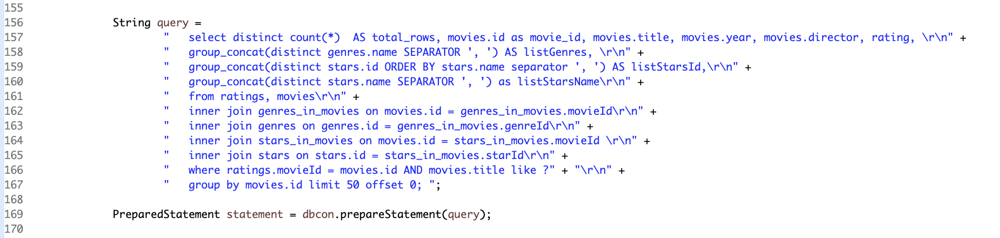 155
156 String query =
157 "   select distinct count(*)  AS total_rows, movies.id as movie_id, movies.title, movies.year, movies.director, rating, \r\n" +
158 "   group_concat(distinct genres.name SEPARATOR ', ') AS listGenres, \r\n" +
159 "   group_concat(distinct stars.id ORDER BY stars.name separator ', ') AS listStarsId,\r\n" +
160 "   group_concat(distinct stars.name SEPARATOR ', ') as listStarsName\r\n" +
161 "   from ratings, movies\r\n" +
162 "   inner join genres_in_movies on movies.id = genres_in_movies.movieId\r\n" +
163 "   inner join genres on genres.id = genres_in_movies.genreId\r\n" +
164 "   inner join stars_in_movies on movies.id = stars_in_movies.movieId \r\n" +
165 "   inner join stars on stars.id = stars_in_movies.starId\r\n" +
166 "   where ratings.movieId = movies.id AND movies.title like ?" + "\r\n" +
167 "   group by movies.id limit 50 offset 0; ";
168
169 PreparedStatement statement = dbcon.prepareStatement(query);
170